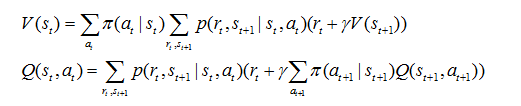 V(s_t) = ∑_{a_t} π(a_t | s_t) ∑_{r_t, s_{t+1}} p(r_t, s_{t+1} | s_t, a_t)(r_t + γV(s_{t+1}))
Q(s_t, a_t) = ∑_{r_t, s_{t+1}} p(r_t, s_{t+1} | s_t, a_t)(r_t + γ∑_{a_{t+1}} π(a_{t+1} | s_{t+1})Q(s_{t+1}, a_{t+1}))